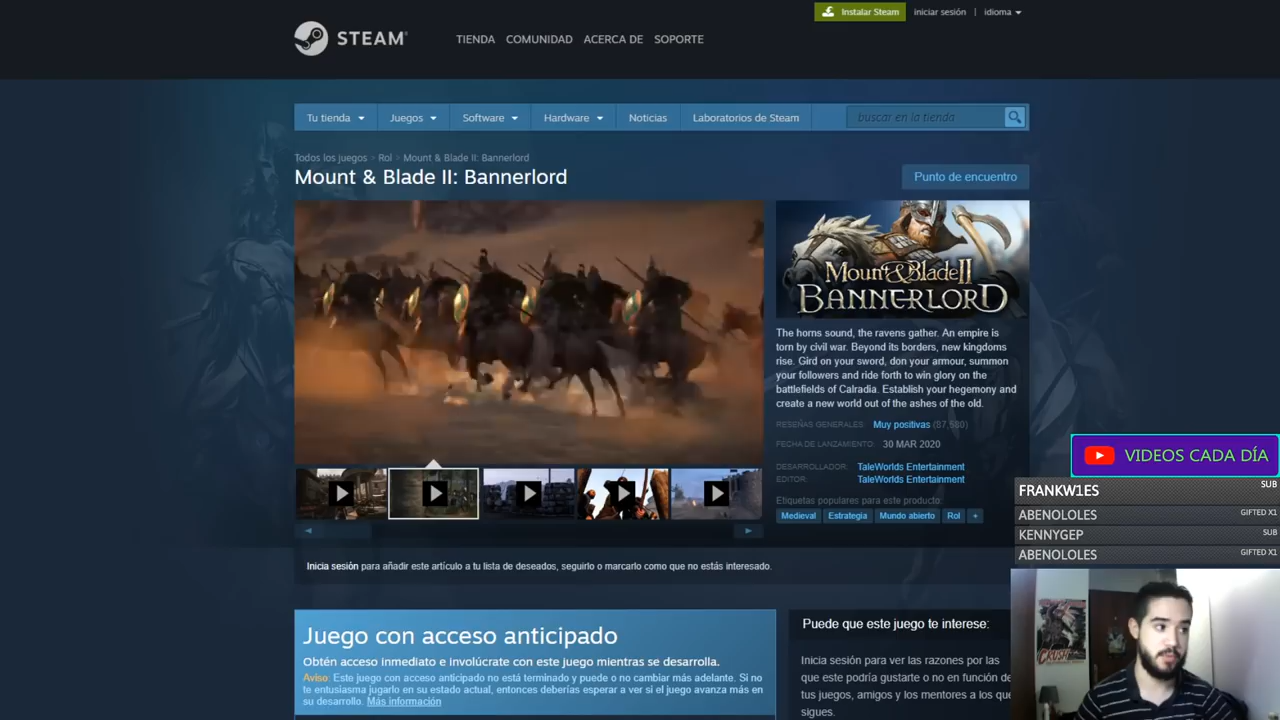 Instalar Steam
iniciar sesión | idioma
STEAM
TIENDA COMUNIDAD ACERCA DE SOPORTE
Tu tienda Juegos Software Hardware Noticias Laboratorios de Steam buscar en la tienda
Todos los juegos > Rol > Mount & Blade II: Bannerlord
Mount & Blade II: Bannerlord
Punto de encuentro
Mount & Blade II
BANNERLORD
The horns sound, the ravens gather. An empire is
torn by civil war. Beyond its borders, new kingdoms
rise. Gird on your sword, don your armour, summon
your followers and ride forth to win glory on the
battlefields of Calradia. Establish your hegemony and
create a new world out of the ashes of the old.
RESEÑAS GENERALES: Muy positivas (87,580)
FECHA DE LANZAMIENTO: 30 MAR 2020
DESARROLLADOR: TaleWorlds Entertainment
EDITOR: TaleWorlds Entertainment
Etiquetas populares para este producto:
Medieval Estrategia Mundo abierto Rol +
Inicia sesión para añadir este artículo a tu lista de deseados, seguirlo o marcarlo como que no estás interesado.
Juego con acceso anticipado
Obtén acceso inmediato e involúcrate con este juego mientras se desarrolla.
Aviso: Este juego con acceso anticipado no está terminado y puede o no cambiar más adelante. Si no
te entusiasma jugarlo en su estado actual, entonces deberías esperar a ver si el juego avanza más en
su desarrollo. Más información
Puede que este juego te interese:
Inicia sesión para ver las razones por las
que este podría gustarte o no en función de
tus juegos, amigos y los mentores a los que
sigues.
VIDEOS CADA DÍA
FRANKW1ES SUB
ABENOLOLES GIFTED X1
KENNYGEP SUB
ABENOLOLES GIFTED X1
CRUSH